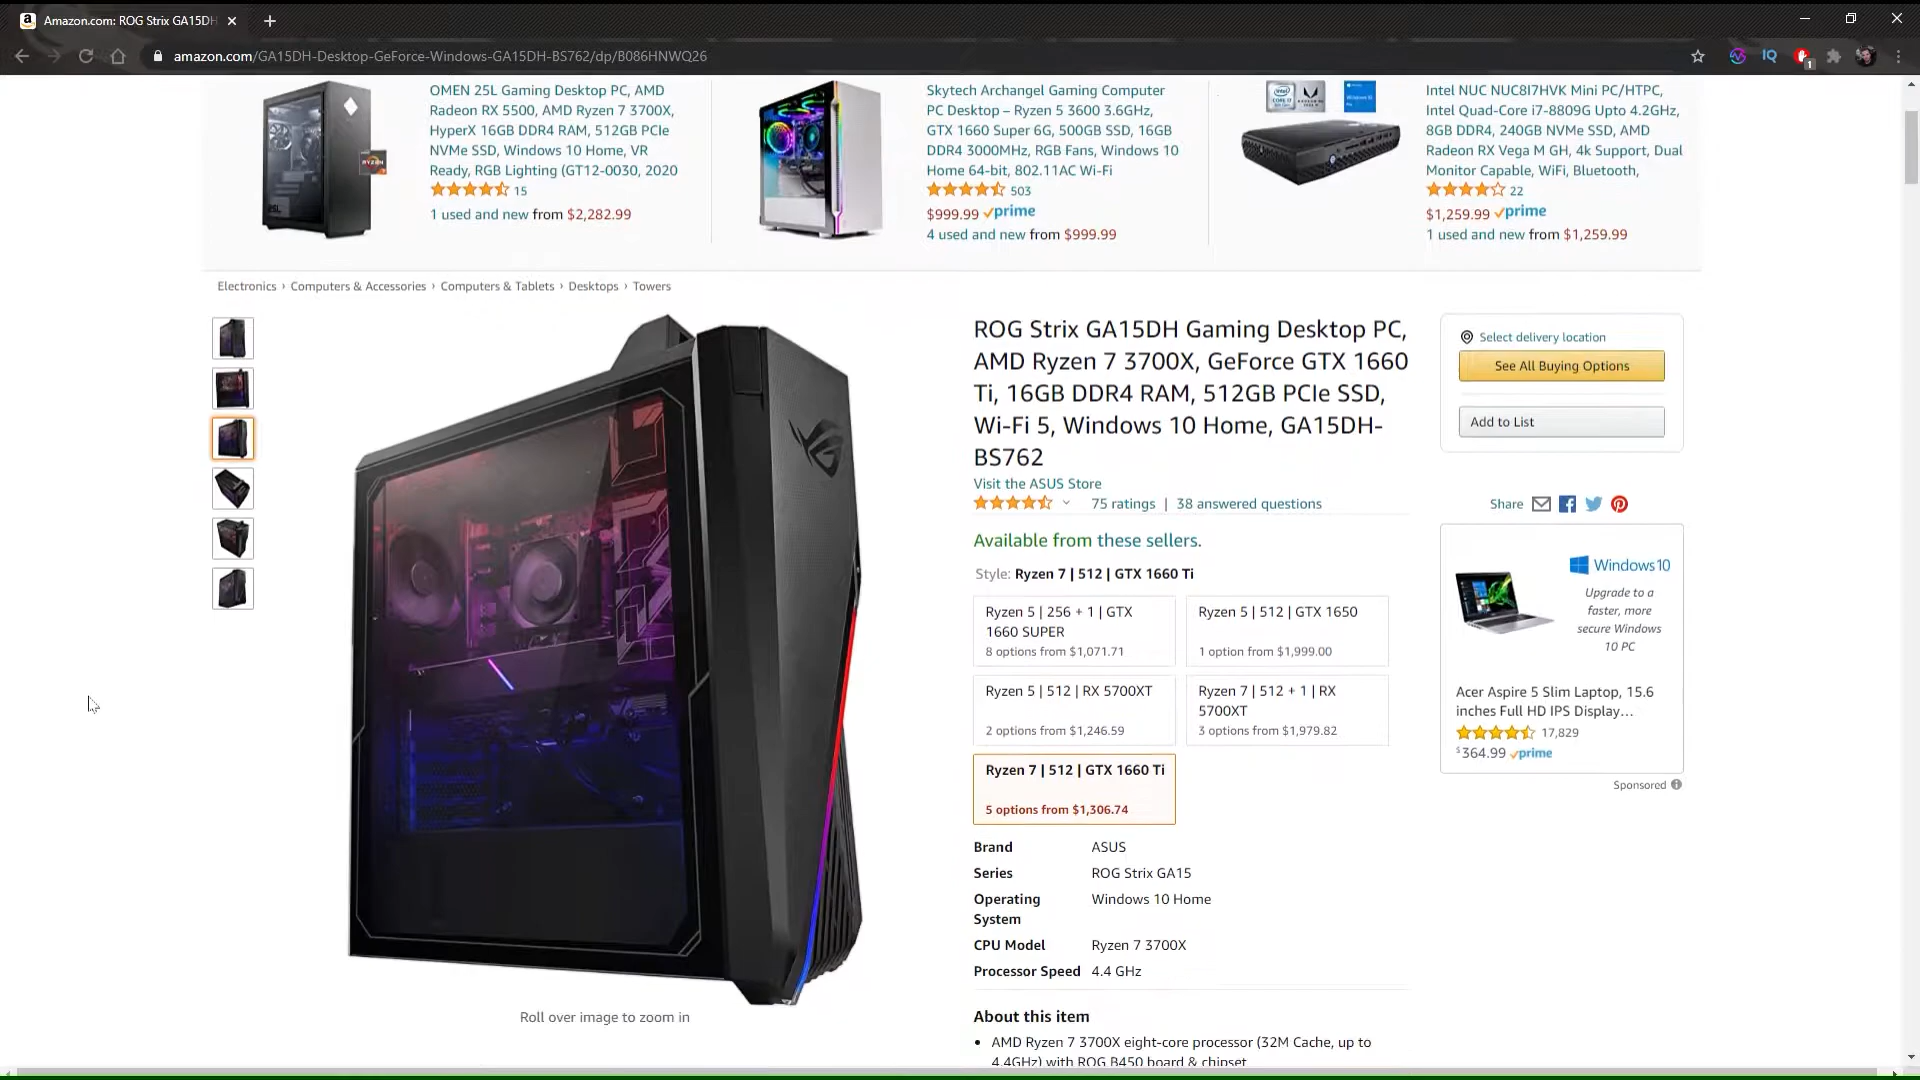 Amazon.com: ROG Strix GA15DH
amazon.com/GA15DH-Desktop-GeForce-Windows-GA15DH-BS762/dp/B086HNWQ26
IQ
1
OMEN 25L Gaming Desktop PC, AMD
Radeon RX 5500, AMD Ryzen 7 3700X,
HyperX 16GB DDR4 RAM, 512GB PCIe
NVMe SSD, Windows 10 Home, VR
Ready, RGB Lighting (GT12-0030, 2020
15
1 used and new from $2,282.99
RYZEN
25L
Skytech Archangel Gaming Computer
PC Desktop – Ryzen 5 3600 3.6GHz,
GTX 1660 Super 6G, 500GB SSD, 16GB
DDR4 3000MHz, RGB Fans, Windows 10
Home 64-bit, 802.11AC Wi-Fi
503
$999.99 prime
4 used and new from $999.99
Intel NUC NUC8I7HVK Mini PC/HTPC,
Intel Quad-Core i7-8809G Upto 4.2GHz,
8GB DDR4, 240GB NVMe SSD, AMD
Radeon RX Vega M GH, 4k Support, Dual
Monitor Capable, WiFi, Bluetooth,
22
$1,259.99 prime
1 used and new from $1,259.99
Electronics › Computers & Accessories › Computers & Tablets › Desktops › Towers
ROG Strix GA15DH Gaming Desktop PC,
AMD Ryzen 7 3700X, GeForce GTX 1660
Ti, 16GB DDR4 RAM, 512GB PCIe SSD,
Wi-Fi 5, Windows 10 Home, GA15DH-
BS762
Visit the ASUS Store
75 ratings | 38 answered questions
Available from these sellers.
Style: Ryzen 7 | 512 | GTX 1660 Ti
Ryzen 5 | 256 + 1 | GTX
1660 SUPER
8 options from $1,071.71
Ryzen 5 | 512 | GTX 1650
1 option from $1,999.00
Ryzen 5 | 512 | RX 5700XT
2 options from $1,246.59
Ryzen 7 | 512 + 1 | RX
5700XT
3 options from $1,979.82
Ryzen 7 | 512 | GTX 1660 Ti
5 options from $1,306.74
Brand ASUS
Series ROG Strix GA15
Operating
System
Windows 10 Home
CPU Model Ryzen 7 3700X
Processor Speed 4.4 GHz
About this item
• AMD Ryzen 7 3700X eight-core processor (32M Cache, up to
4.4GHz) with ROG B450 board & chipset
Roll over image to zoom in
Select delivery location
See All Buying Options
Add to List
Share
Windows10
Upgrade to a
faster, more
secure Windows
10 PC
Acer Aspire 5 Slim Laptop, 15.6
inches Full HD IPS Display…
17,829
$364.99 prime
Sponsored